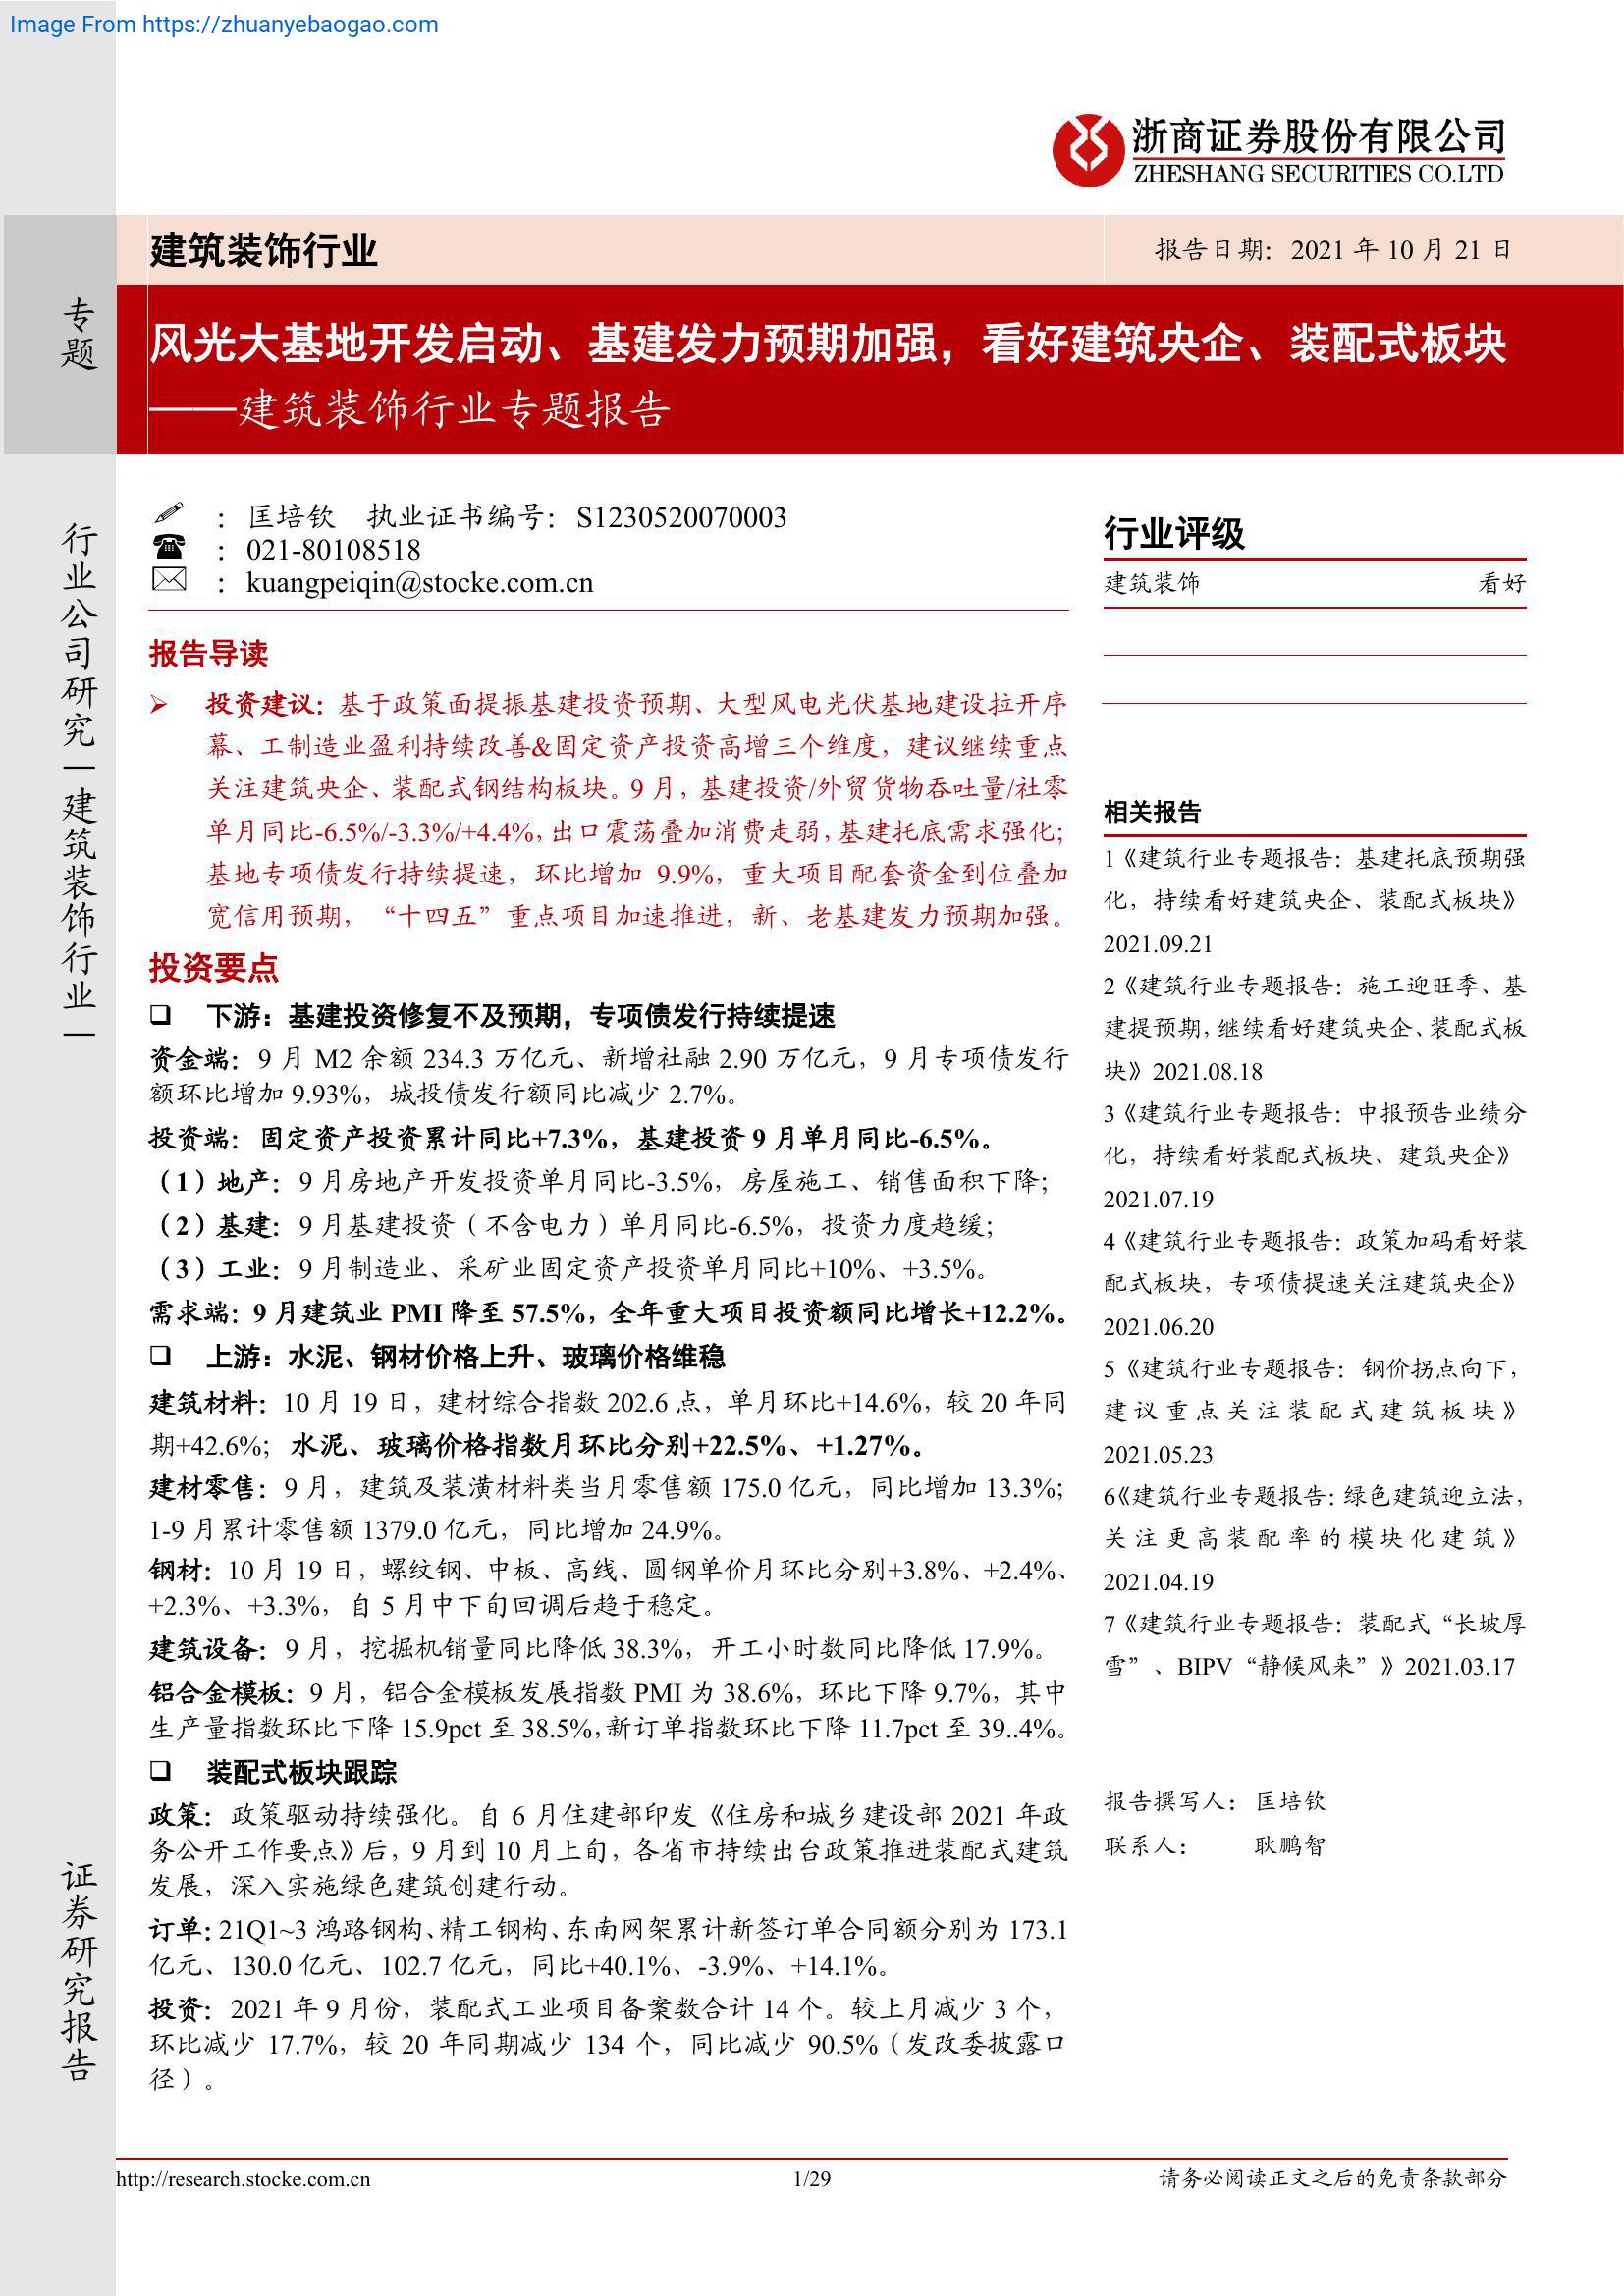 Image From https://zhuanyebaogao.com
浙商证券股份有限公司
ZHESHANG SECURITIES CO.LTD
建筑装饰行业
报告日期：2021 年 10 月 21 日
专题
风光大基地开发启动、基建发力预期加强，看好建筑央企、装配式板块
——建筑装饰行业专题报告
行业公司研究｜建筑装饰行业｜
证券研究报告
：匡培钦 执业证书编号：S1230520070003
：021-80108518
：kuangpeiqin@stocke.com.cn
报告导读
投资建议：基于政策面提振基建投资预期、大型风电光伏基地建设拉开序
幕、工制造业盈利持续改善&固定资产投资高增三个维度，建议继续重点
关注建筑央企、装配式钢结构板块。9 月，基建投资/外贸货物吞吐量/社零
单月同比-6.5%/-3.3%/+4.4%，出口震荡叠加消费走弱，基建托底需求强化；
基地专项债发行持续提速，环比增加 9.9%，重大项目配套资金到位叠加
宽信用预期，“十四五”重点项目加速推进，新、老基建发力预期加强。
投资要点
❑ 下游：基建投资修复不及预期，专项债发行持续提速
资金端：9 月 M2 余额 234.3 万亿元、新增社融 2.90 万亿元，9 月专项债发行
额环比增加 9.93%，城投债发行额同比减少 2.7%。
投资端：固定资产投资累计同比+7.3%，基建投资 9 月单月同比-6.5%。
（1）地产：9 月房地产开发投资单月同比-3.5%，房屋施工、销售面积下降；
（2）基建：9 月基建投资（不含电力）单月同比-6.5%，投资力度趋缓；
（3）工业：9 月制造业、采矿业固定资产投资单月同比+10%、+3.5%。
需求端：9 月建筑业 PMI 降至 57.5%，全年重大项目投资额同比增长+12.2%。
❑ 上游：水泥、钢材价格上升、玻璃价格维稳
建筑材料：10 月 19 日，建材综合指数 202.6 点，单月环比+14.6%，较 20 年同
期+42.6%；水泥、玻璃价格指数月环比分别+22.5%、+1.27%。
建材零售：9 月，建筑及装潢材料类当月零售额 175.0 亿元，同比增加 13.3%；
1-9 月累计零售额 1379.0 亿元，同比增加 24.9%。
钢材：10 月 19 日，螺纹钢、中板、高线、圆钢单价月环比分别+3.8%、+2.4%、
+2.3%、+3.3%，自 5 月中下旬回调后趋于稳定。
建筑设备：9 月，挖掘机销量同比降低 38.3%，开工小时数同比降低 17.9%。
铝合金模板：9 月，铝合金模板发展指数 PMI 为 38.6%，环比下降 9.7%，其中
生产量指数环比下降 15.9pct 至 38.5%，新订单指数环比下降 11.7pct 至 39..4%。
❑ 装配式板块跟踪
政策：政策驱动持续强化。自 6 月住建部印发《住房和城乡建设部 2021 年政
务公开工作要点》后，9 月到 10 月上旬，各省市持续出台政策推进装配式建筑
发展，深入实施绿色建筑创建行动。
订单：21Q1~3 鸿路钢构、精工钢构、东南网架累计新签订单合同额分别为 173.1
亿元、130.0 亿元、102.7 亿元，同比+40.1%、-3.9%、+14.1%。
投资：2021 年 9 月份，装配式工业项目备案数合计 14 个。较上月减少 3 个，
环比减少 17.7%，较 20 年同期减少 134 个，同比减少 90.5%（发改委披露口
径）。
行业评级
建筑装饰 看好
相关报告
1《建筑行业专题报告：基建托底预期强
化，持续看好建筑央企、装配式板块》
2021.09.21
2《建筑行业专题报告：施工迎旺季、基
建提预期，继续看好建筑央企、装配式板
块》2021.08.18
3《建筑行业专题报告：中报预告业绩分
化，持续看好装配式板块、建筑央企》
2021.07.19
4《建筑行业专题报告：政策加码看好装
配式板块，专项债提速关注建筑央企》
2021.06.20
5《建筑行业专题报告：钢价拐点向下，
建议重点关注装配式建筑板块》
2021.05.23
6《建筑行业专题报告：绿色建筑迎立法，
关注更高装配率的模块化建筑》
2021.04.19
7《建筑行业专题报告：装配式“长坡厚
雪”、BIPV“静候风来”》2021.03.17
报告撰写人：匡培钦
联系人： 耿鹏智
http://research.stocke.com.cn
1/29
请务必阅读正文之后的免责条款部分